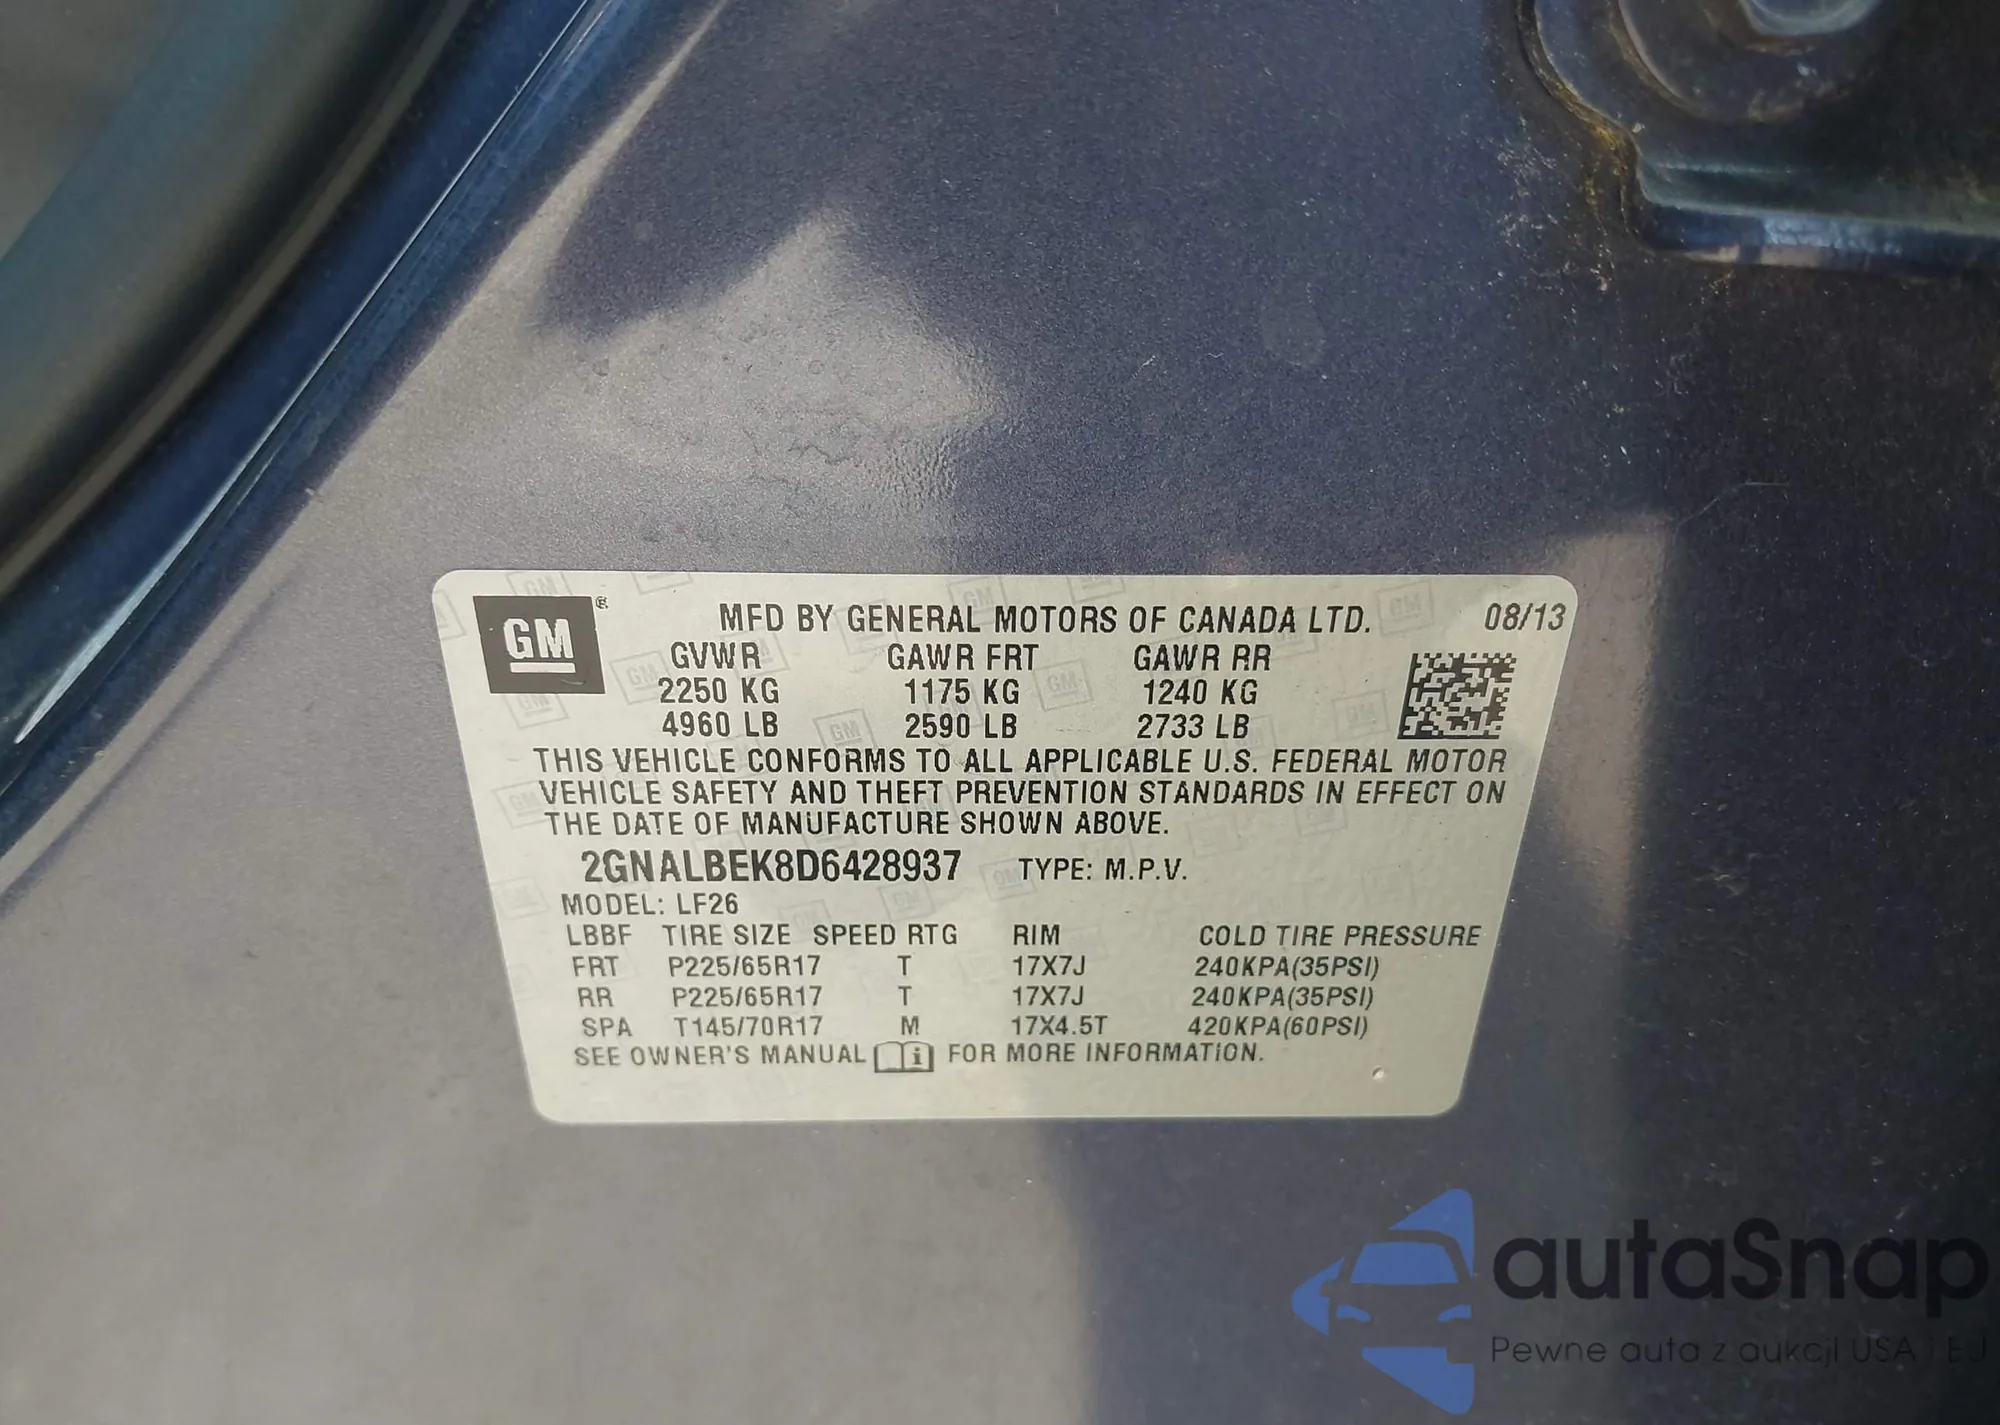 GM ®
MFD BY GENERAL MOTORS OF CANADA LTD. 08/13
GVWR GAWR FRT GAWR RR
2250 KG 1175 KG 1240 KG
4960 LB 2590 LB 2733 LB
THIS VEHICLE CONFORMS TO ALL APPLICABLE U.S. FEDERAL MOTOR
VEHICLE SAFETY AND THEFT PREVENTION STANDARDS IN EFFECT ON
THE DATE OF MANUFACTURE SHOWN ABOVE.
2GNALBEK8D6428937 TYPE: M.P.V.
MODEL: LF26
LBBF TIRE SIZE SPEED RTG RIM COLD TIRE PRESSURE
FRT P225/65R17 T 17X7J 240KPA(35PSI)
RR P225/65R17 T 17X7J 240KPA(35PSI)
SPA T145/70R17 M 17X4.5T 420KPA(60PSI)
SEE OWNER'S MANUAL i FOR MORE INFORMATION.
autaSnap
Pewne auta z aukcji USA i EU